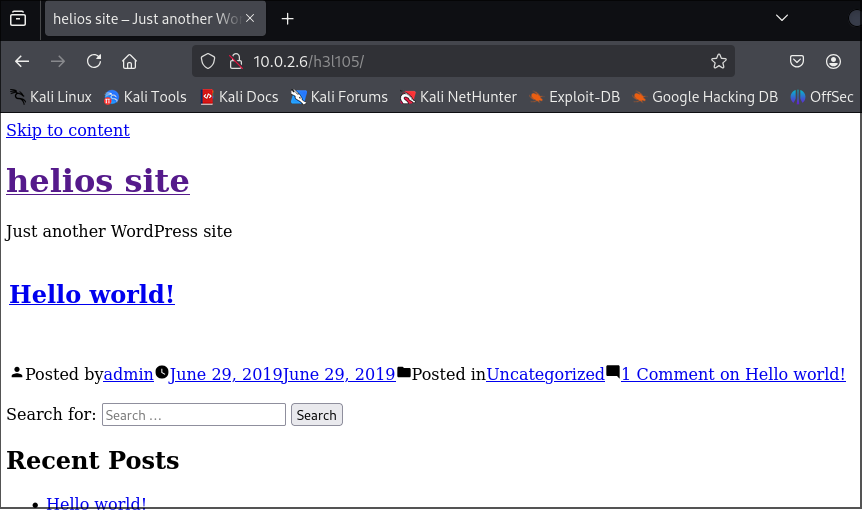 helios site – Just another Wo
10.0.2.6/h3l105/
Kali Linux Kali Tools Kali Docs Kali Forums Kali NetHunter Exploit-DB Google Hacking DB OffSec
Skip to content
helios site
Just another WordPress site
Hello world!
Posted byadminJune 29, 2019June 29, 2019Posted inUncategorized1 Comment on Hello world!
Search for: Search … Search
Recent Posts
Hello world!